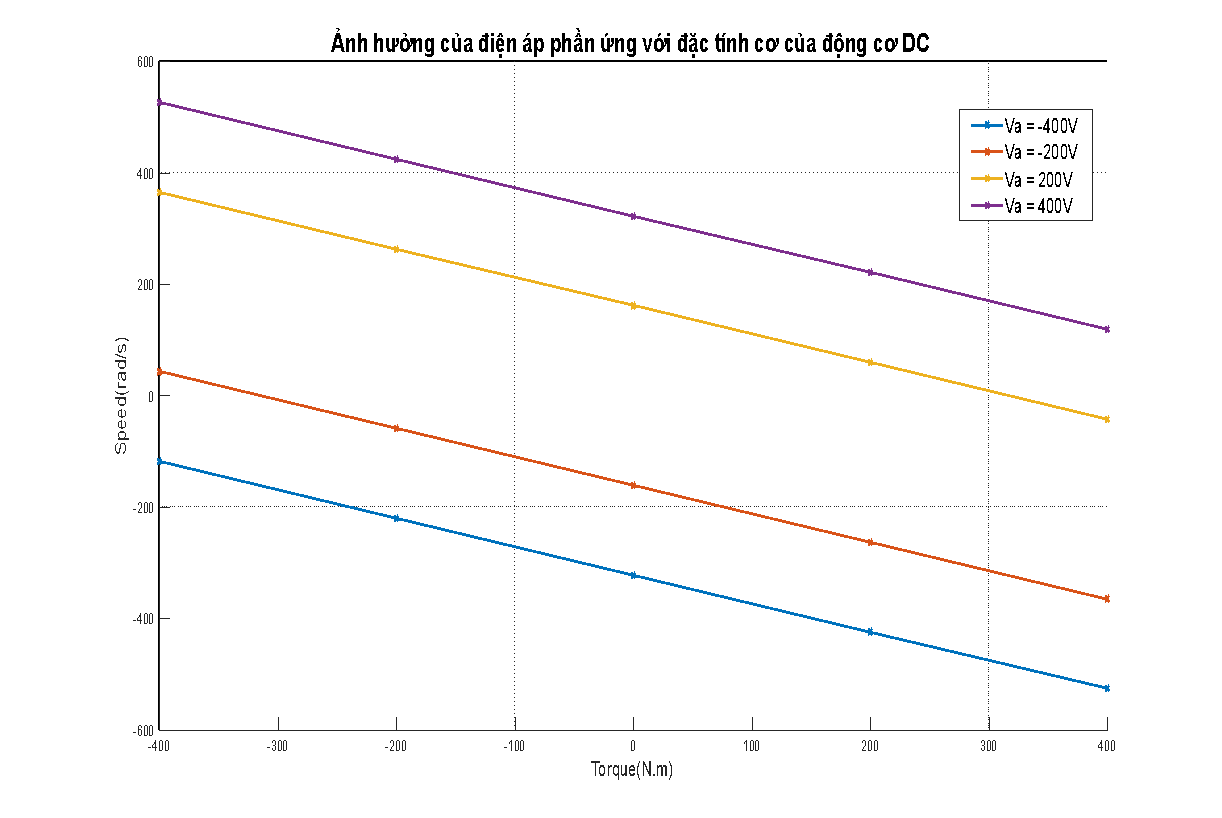 Ảnh hưởng của điện áp phần ứng với đặc tính cơ của động cơ DC
600
400
200
0
-200
-400
-600
Speed(rad/s)
Va = -400V
Va = -200V
Va = 200V
Va = 400V
-400 -300 -200 -100 0 100 200 300 400
Torque(N.m)